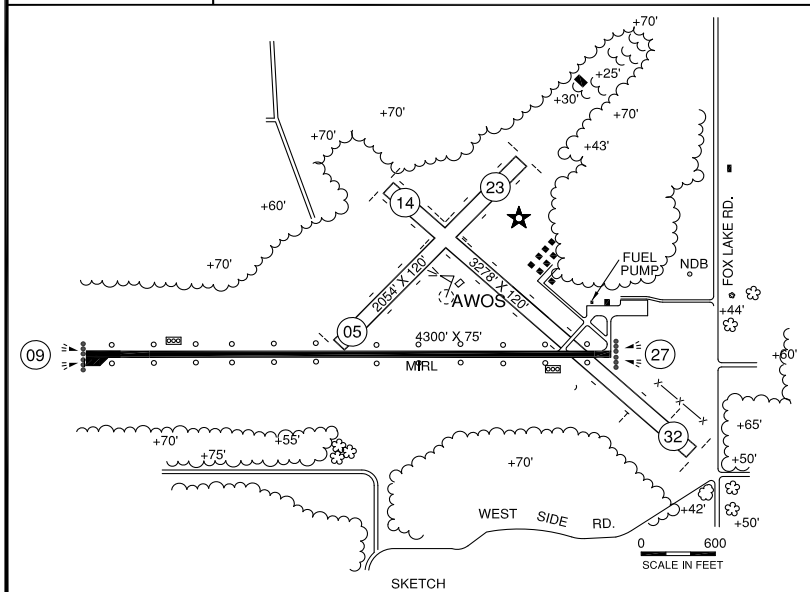 +70'
+25'
+30'
+70'
+70'
+70'
+43'
+60'
+70'
14
23
FOX LAKE RD.
FUEL
PUMP
NDB
2054' X 120'
3278' X 120'
AWOS
+44'
05
4300' X 75'
09
MIRL
27
+60'
32
+65'
+70'
+55'
+75'
+70'
+50'
WEST SIDE RD.
+42'
+50'
0 600
SCALE IN FEET
SKETCH